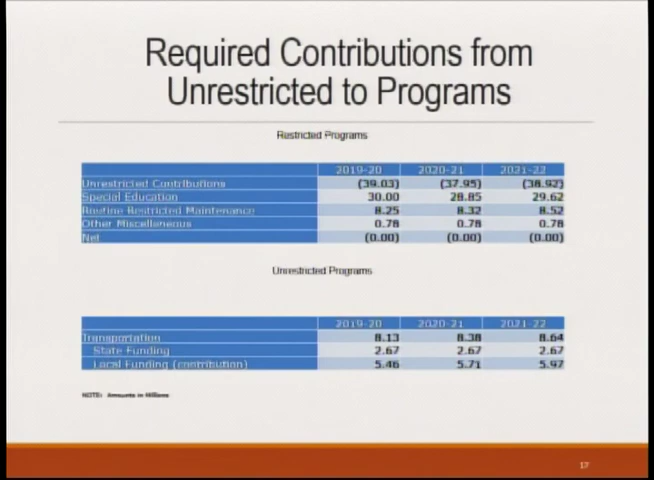 Required Contributions from
Unrestricted to Programs
Restricted Programs
2019-20 2020-21 2021-22
Unrestricted Contributions (39.03) (37.95) (38.92)
Special Education 30.00 28.85 29.62
Routine Restricted Maintenance 8.25 8.32 8.52
Other Miscellaneous 0.78 0.78 0.78
Net (0.00) (0.00) (0.00)
Unrestricted Programs
2019-20 2020-21 2021-22
Transportation 8.13 8.38 8.64
State Funding 2.67 2.67 2.67
Local Funding (contribution) 5.46 5.71 5.97
NOTE: Amounts in Millions
17